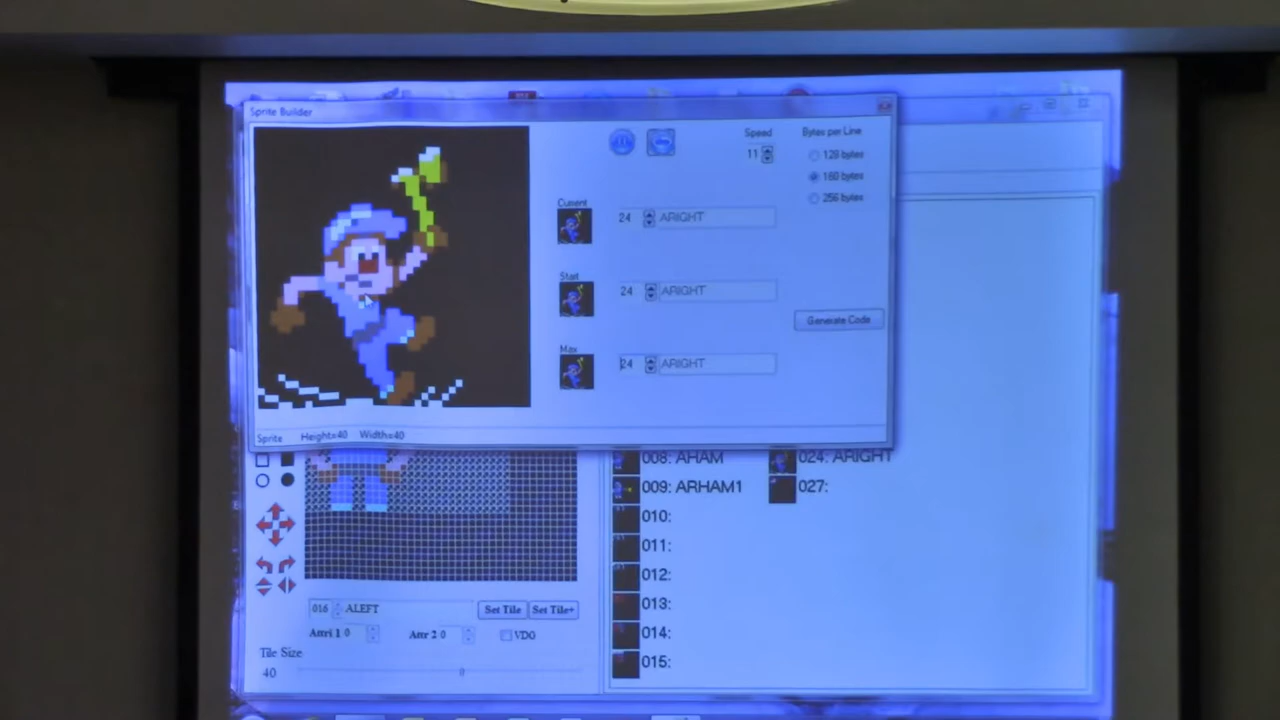 Sprite Builder
Speed
11
Bytes per Line
128 bytes
160 bytes
256 bytes
Current
24 ARIGHT
Start
24 ARIGHT
Generate Code
Max
24 ARIGHT
Sprite Height=40 Width=40
008: AHAM
024: ARIGHT
009: ARHAM1
027:
010:
011:
012:
013:
014:
015:
016 ALEFT
Set Tile
Set Tile+
Attri 1 0
Attr 2 0
VDG
Tile Size
40